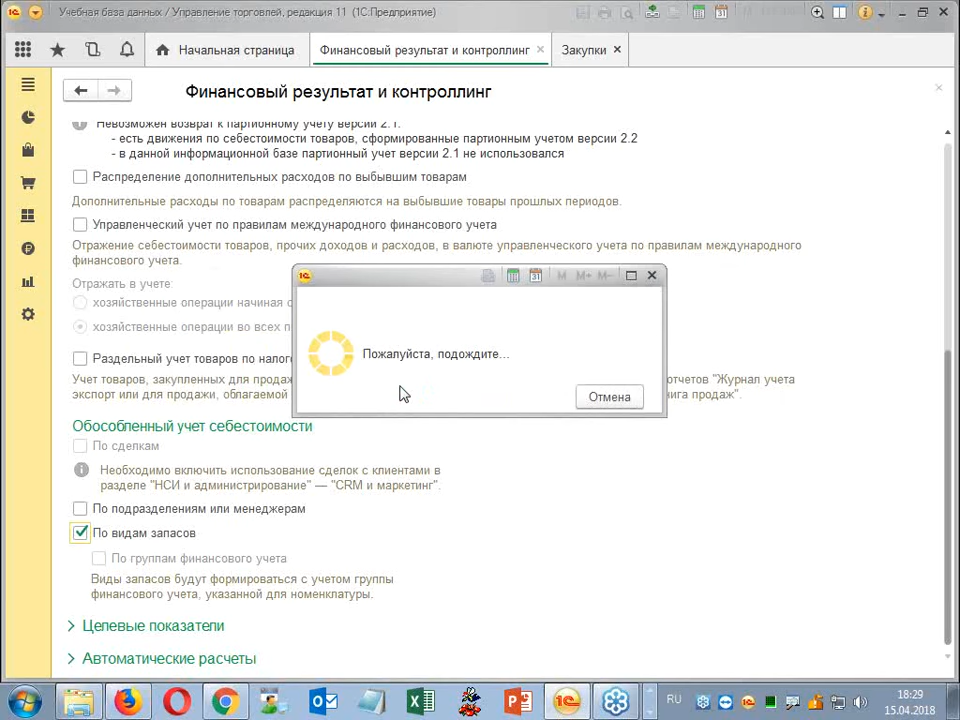 Учебная база данных / Управление торговлей, редакция 11 (1С:Предприятие)
Начальная страница
Финансовый результат и контроллинг
Закупки
Финансовый результат и контроллинг
Невозможен возврат к партионному учету версии 2.1:
- есть движения по себестоимости товаров, сформированные партионным учетом версии 2.2
- в данной информационной базе партионный учет версии 2.1 не использовался
Распределение дополнительных расходов по выбывшим товарам
Дополнительные расходы по товарам распределяются на выбывшие товары прошлых периодов.
Управленческий учет по правилам международного финансового учета
Отражение себестоимости товаров, прочих доходов и расходов, в валюте управленческого учета по правилам международного
финансового учета.
Отражать в учете:
хозяйственные операции начиная с
хозяйственные операции во всех п
Раздельный учет товаров по налого
Учет товаров, закупленных для прода
отчетов "Журнал учета
экспорт или для продажи, облагаемой
нига продаж".
M M+ M-
31
Пожалуйста, подождите...
Отмена
Обособленный учет себестоимости
По сделкам
Необходимо включить использование сделок с клиентами в
разделе "НСИ и администрирование" — "CRM и маркетинг".
По подразделениям или менеджерам
По видам запасов
По группам финансового учета
Виды запасов будут формироваться с учетом группы
финансового учета, указанной для номенклатуры.
Целевые показатели
Автоматические расчеты
RU
18:29
15.04.2018